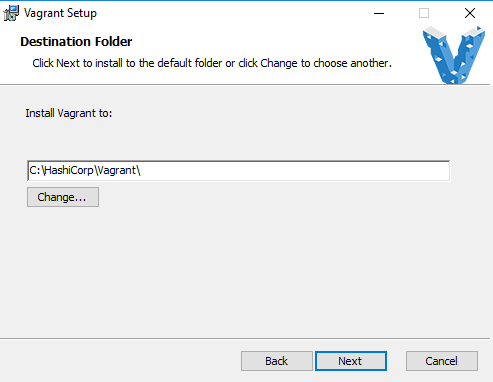 Vagrant Setup
Destination Folder
Click Next to install to the default folder or click Change to choose another.
Install Vagrant to:
C:\HashiCorp\Vagrant\
Change...
Back
Next
Cancel